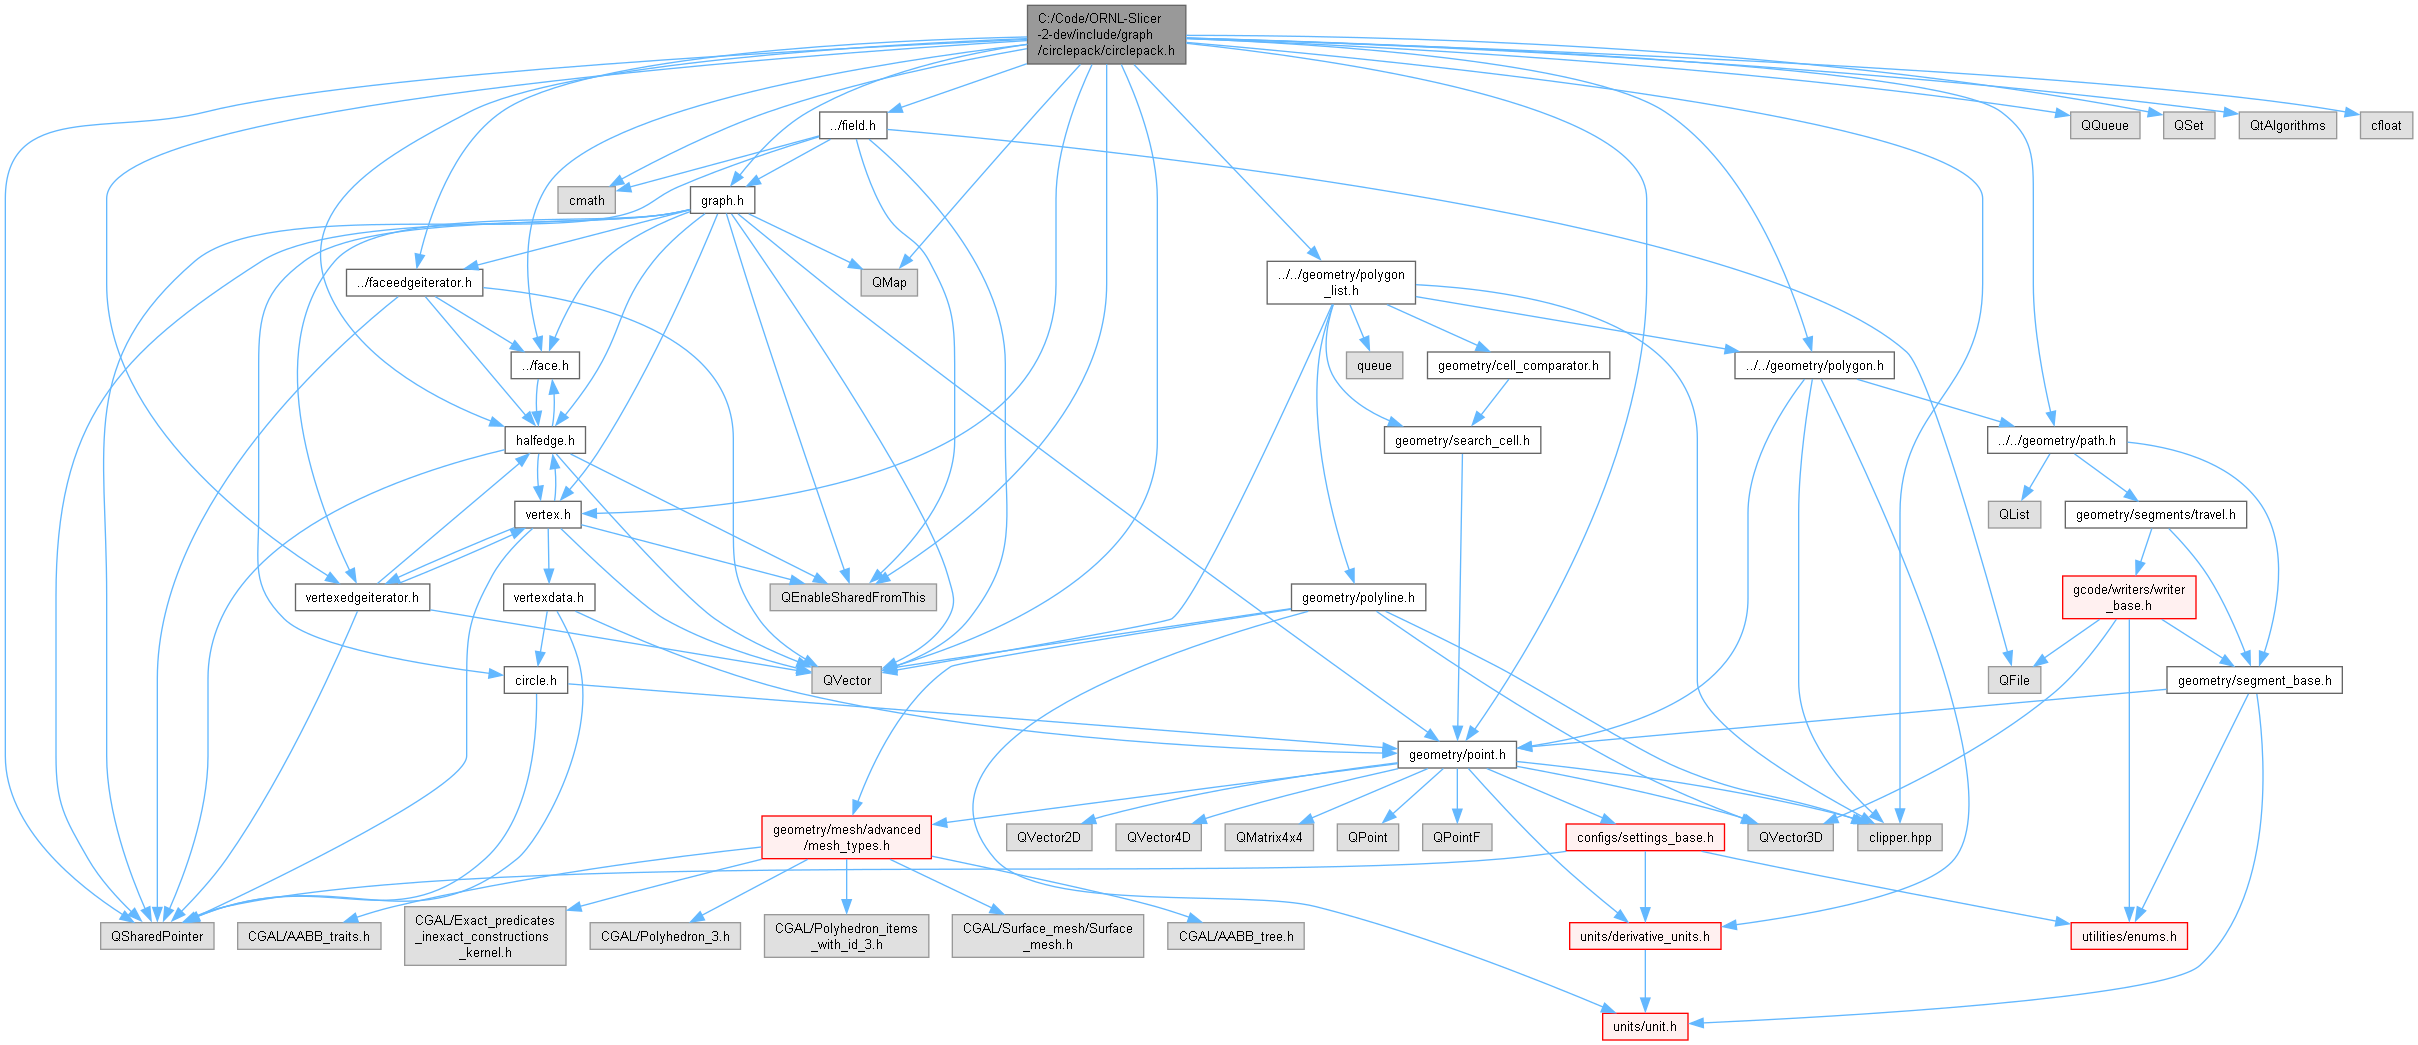 C:/Code/ORNL-Slicer
-2-dev/include/graph
/circlepack/circlepack.h
../field.h
QQueue
QSet
QtAlgorithms
cfloat
cmath
graph.h
../faceedgeiterator.h
QMap
../../geometry/polygon
_list.h
../face.h
queue
geometry/cell_comparator.h
../../geometry/polygon.h
halfedge.h
geometry/search_cell.h
../../geometry/path.h
vertex.h
QList
geometry/segments/travel.h
vertexedgeiterator.h
vertexdata.h
QEnableSharedFromThis
geometry/polyline.h
gcode/writers/writer
_base.h
circle.h
QVector
QFile
geometry/segment_base.h
geometry/point.h
geometry/mesh/advanced
/mesh_types.h
QVector2D
QVector4D
QMatrix4x4
QPoint
QPointF
configs/settings_base.h
QVector3D
clipper.hpp
QSharedPointer
CGAL/AABB_traits.h
CGAL/Exact_predicates
_inexact_constructions
_kernel.h
CGAL/Polyhedron_3.h
CGAL/Polyhedron_items
_with_id_3.h
CGAL/Surface_mesh/Surface
_mesh.h
CGAL/AABB_tree.h
units/derivative_units.h
utilities/enums.h
units/unit.h